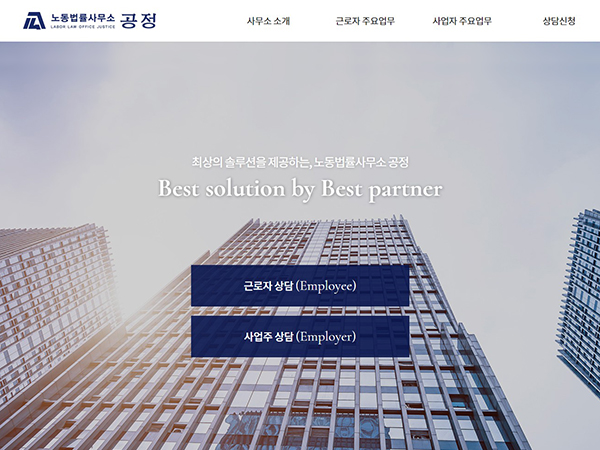 노동법률사무소 공정
LABOR LAW OFFICE JUSTICE
사무소 소개
근로자 주요업무
사업자 주요업무
상담신청
최상의 솔루션을 제공하는, 노동법률사무소 공정
Best solution by Best partner
근로자 상담 (Employee)
사업주 상담 (Employer)